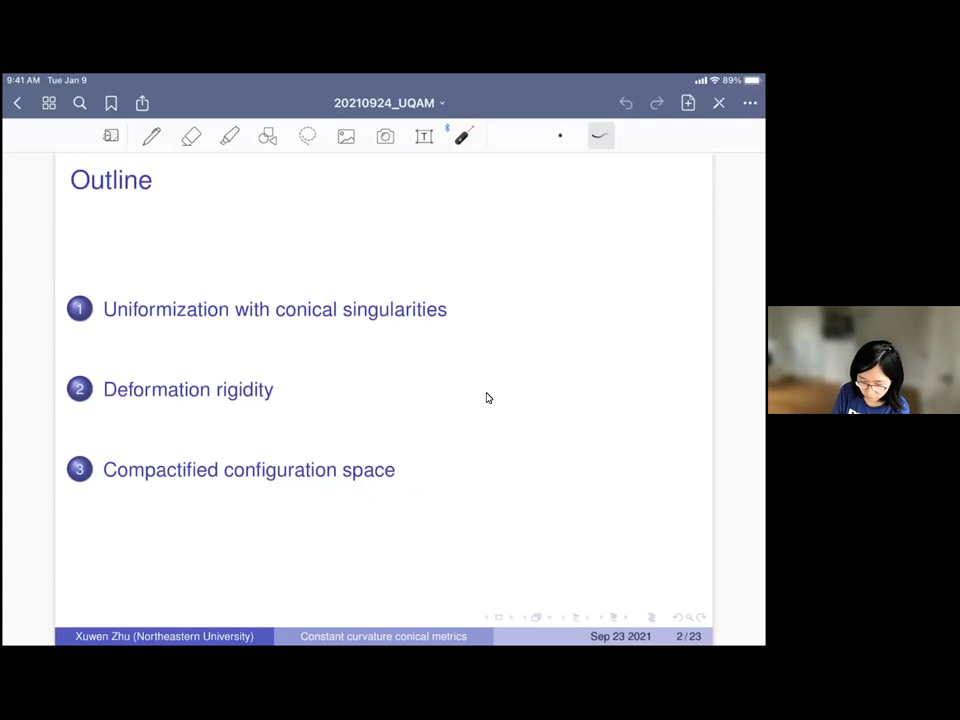 9:41 AM Tue Jan 9
89%
20210924_UQAM
T
Outline
1 Uniformization with conical singularities
2 Deformation rigidity
3 Compactified configuration space
Xuwen Zhu (Northeastern University) Constant curvature conical metrics Sep 23 2021 2 / 23